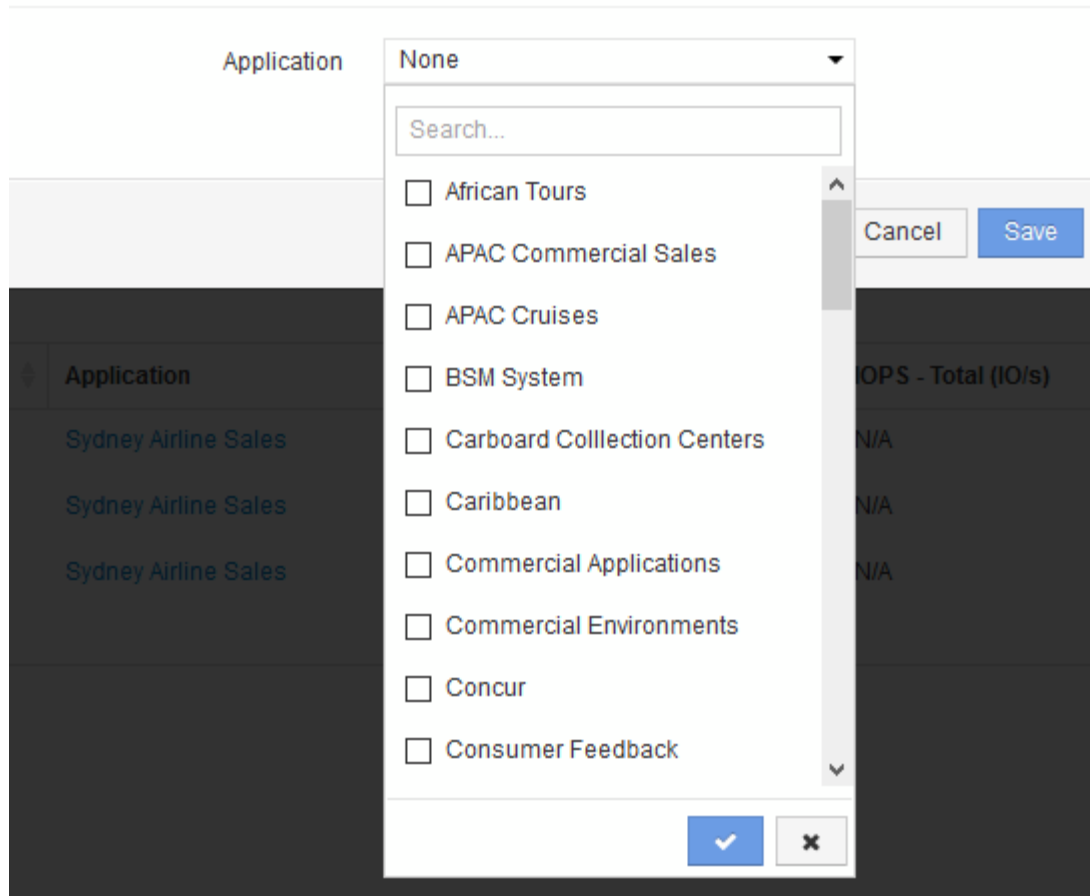 Application None
Search...
African Tours
APAC Commercial Sales
APAC Cruises
BSM System
Carboard Colllection Centers
Caribbean
Commercial Applications
Commercial Environments
Concur
Consumer Feedback
Cancel Save
Application IOPS - Total (IO/s)
Sydney Airline Sales N/A
Sydney Airline Sales N/A
Sydney Airline Sales N/A